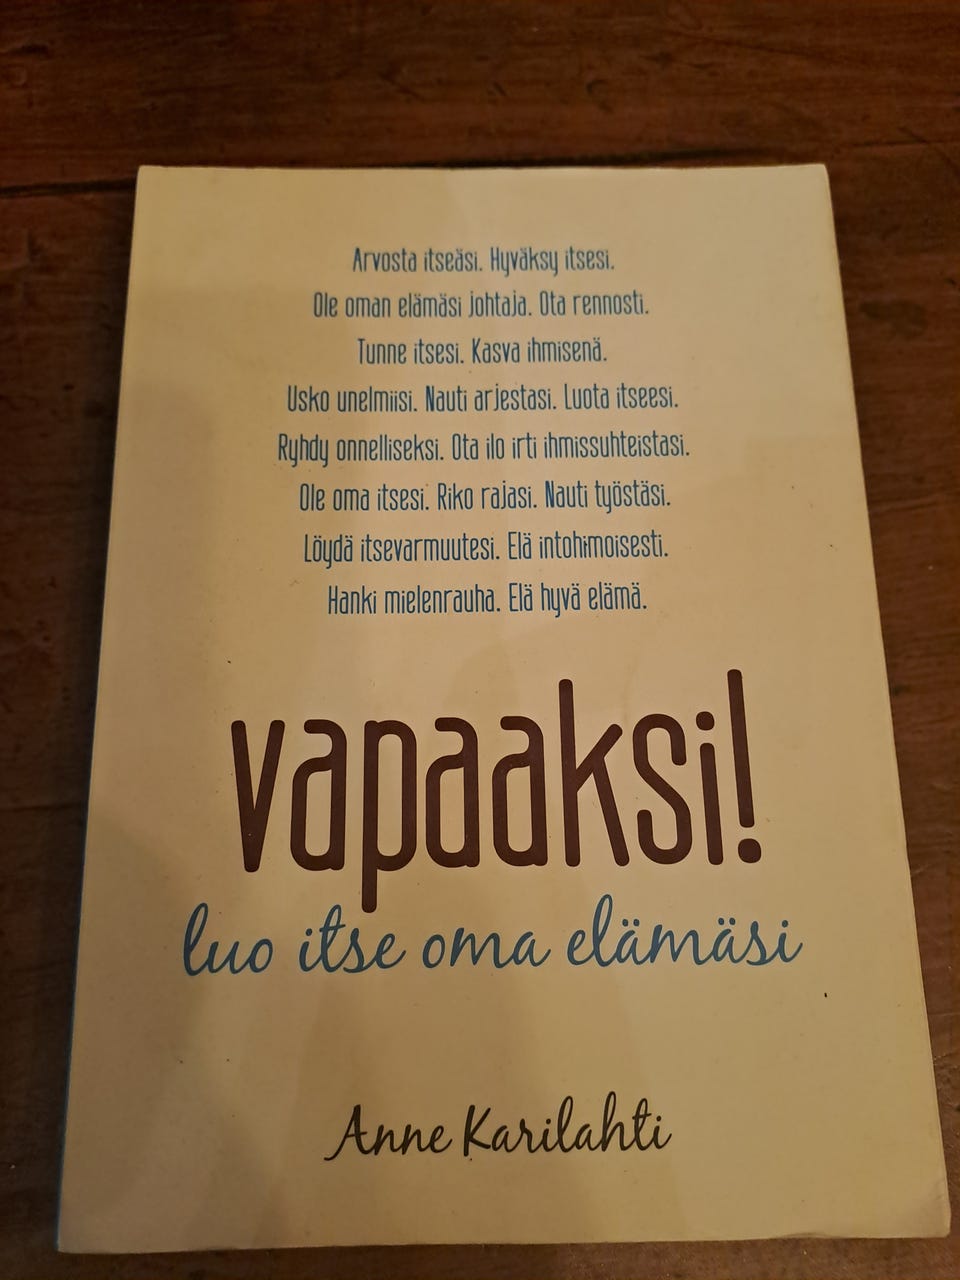 Arvosta itseäsi. Hyväksy itsesi.
Ole oman elämäsi johtaja. Ota rennosti.
Tunne itsesi. Kasva ihmisenä.
Usko unelmiisi. Nauti arjestasi. Luota itseesi.
Ryhdy onnelliseksi. Ota ilo irti ihmissuhteistasi.
Ole oma itsesi. Riko rajasi. Nauti työstäsi.
Löydä itsevarmuutesi. Elä intohimoisesti.
Hanki mielenrauha. Elä hyvä elämä.
vapaaksi!
luo itse oma elämäsi
Anne Karilahti